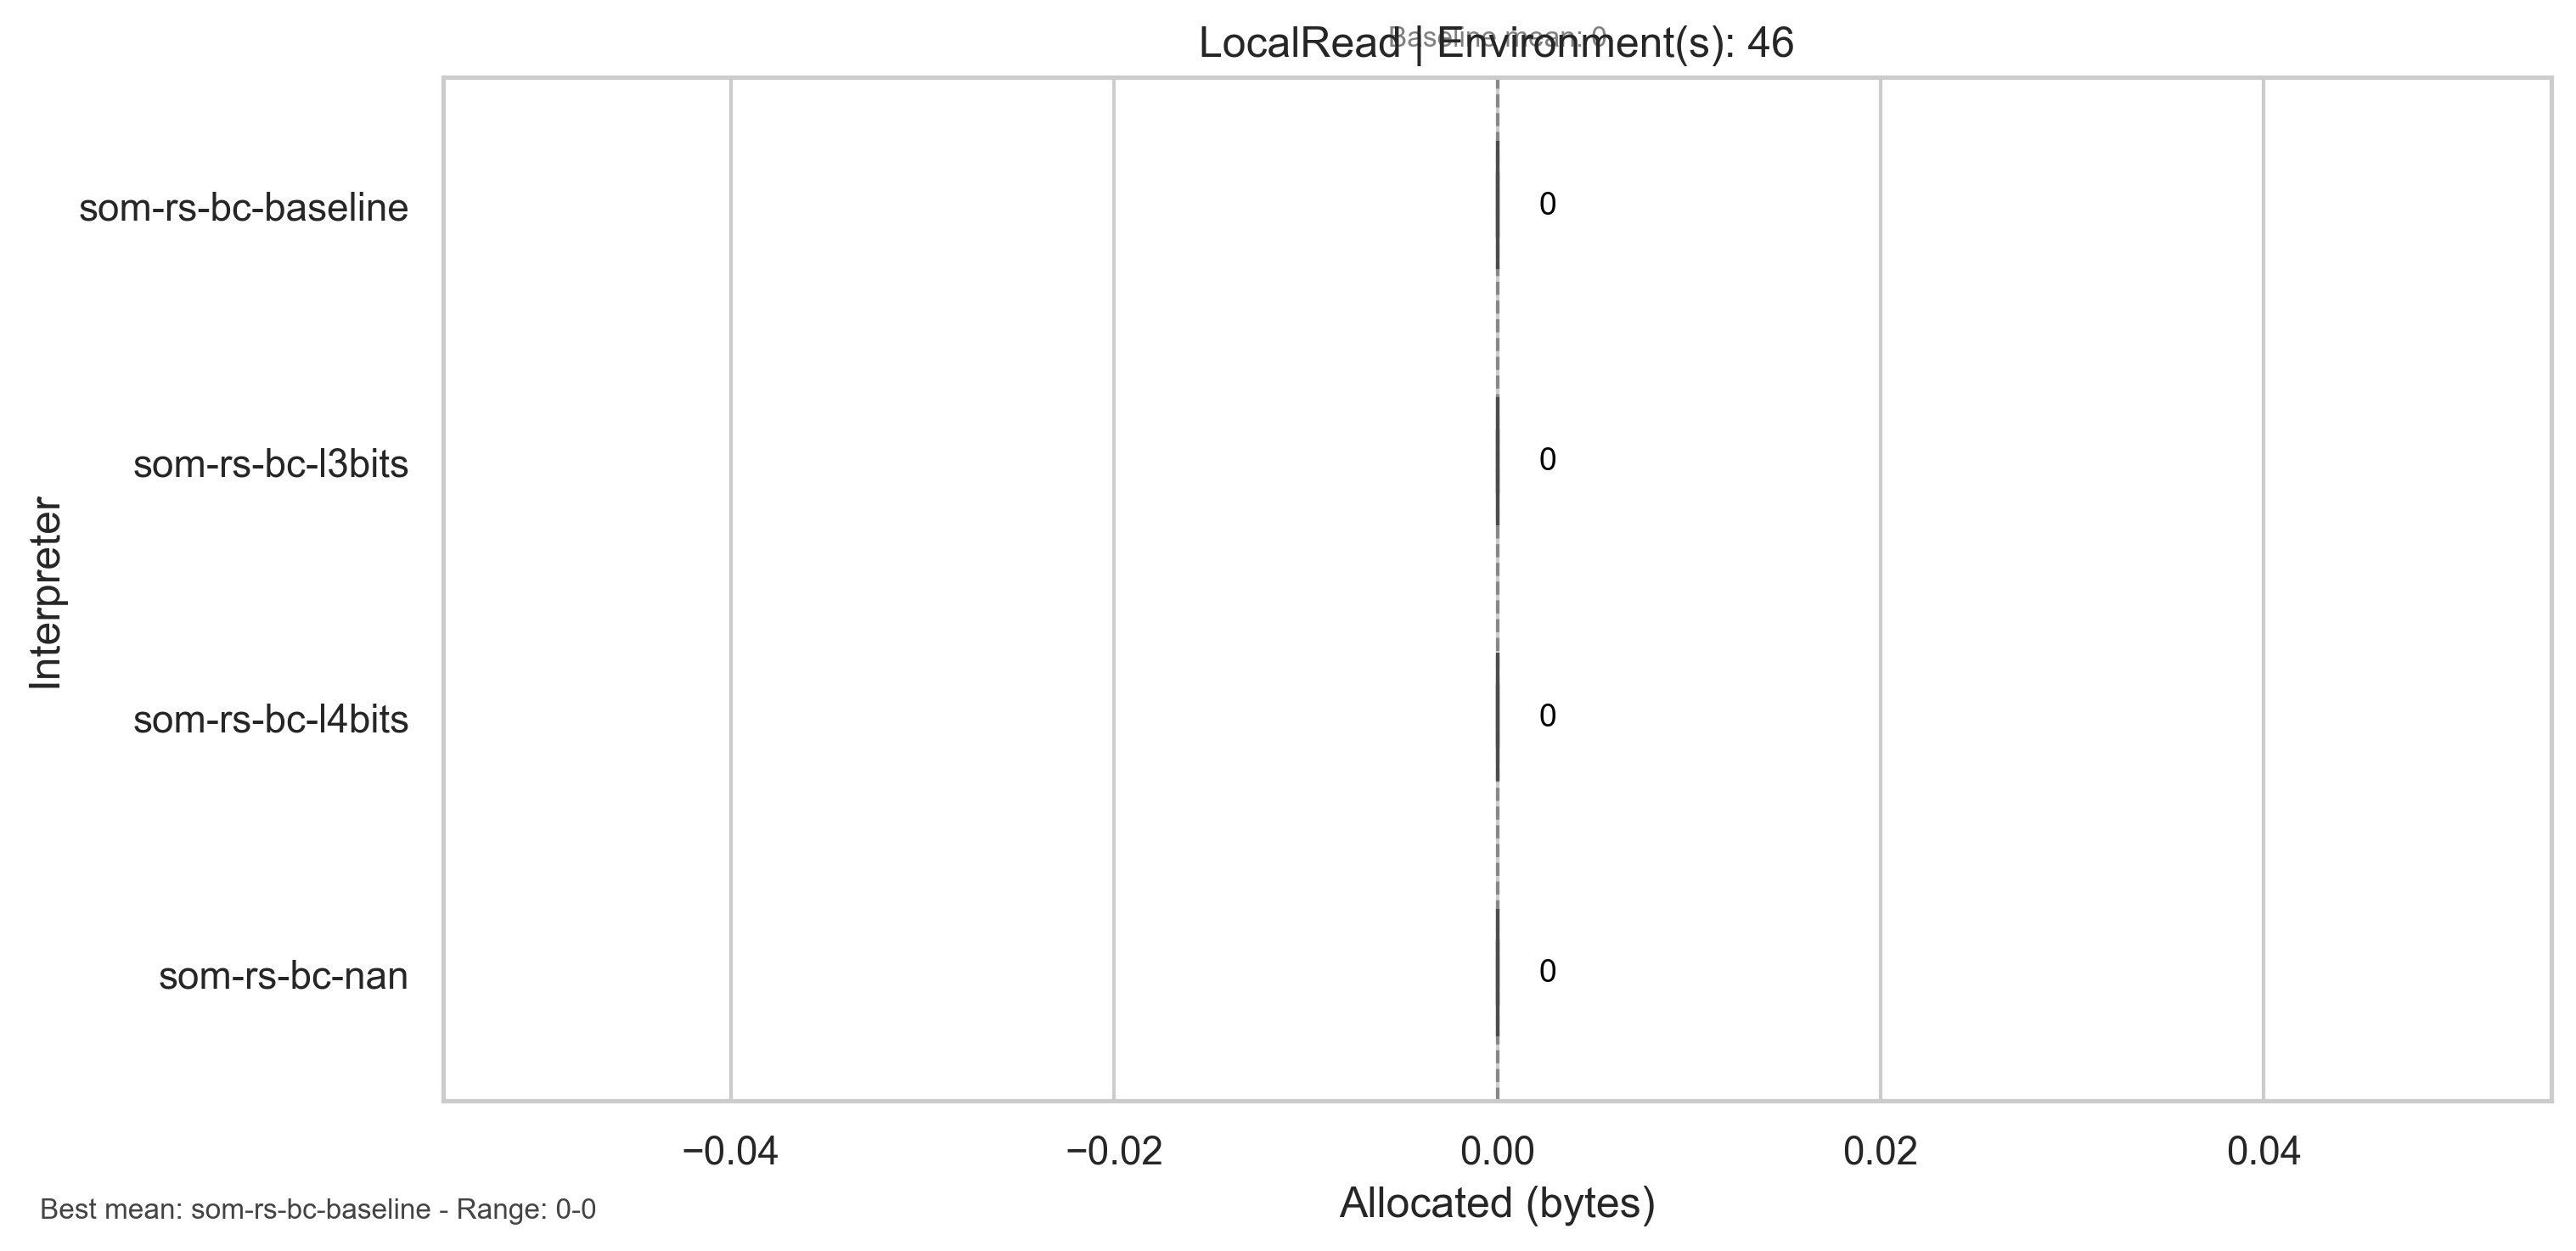 Baseline mean: 0
LocalRead | Environment(s): 46
Interpreter
som-rs-bc-baseline
0
som-rs-bc-l3bits
0
som-rs-bc-l4bits
0
som-rs-bc-nan
0
−0.04
−0.02
0.00
0.02
0.04
Allocated (bytes)
Best mean: som-rs-bc-baseline - Range: 0-0